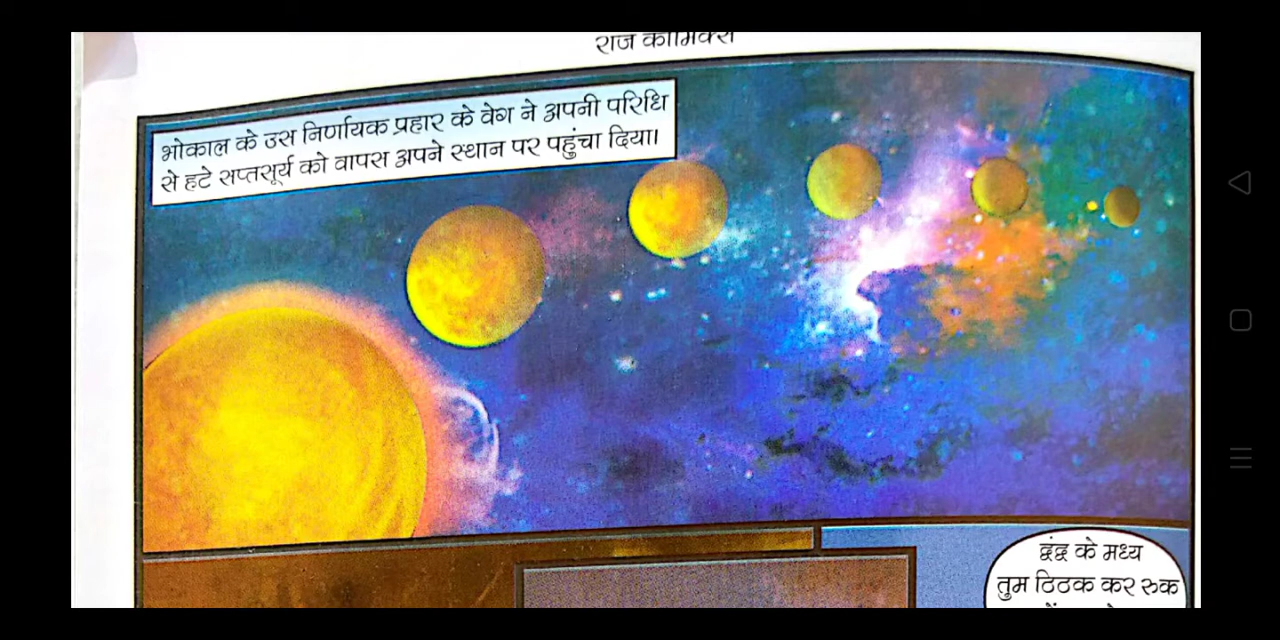 राज कॉमिक्स
भोकाल के उस निर्णायक प्रहार के वेग ने अपनी परिधि
से हटे सप्तसूर्य को वापस अपने स्थान पर पहुंचा दिया।
द्वंद्व के मध्य
तुम ठिठक कर रुक